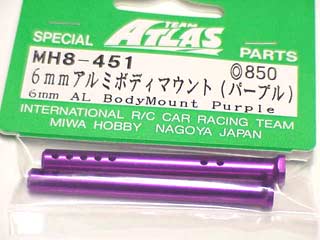 TEAM
ATLAS
SPECIAL PARTS
MH8-451
6mmアルミボディマウント(パープル) ◎850
6mm AL BodyMount Purple
INTERNATIONAL R/C CAR RACING TEAM
MIWA HOBBY NAGOYA JAPAN